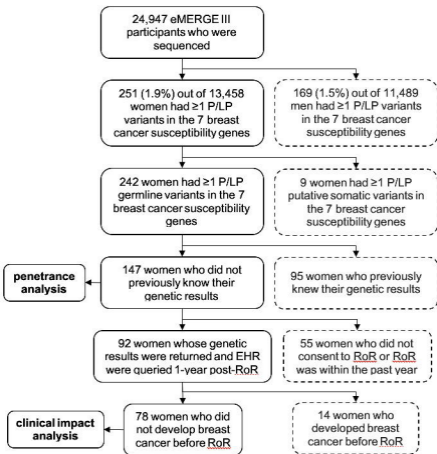 24,947 eMERGE III
participants who were
sequenced
251 (1.9%) out of 13,458
women had ≥1 P/LP
variants in the 7 breast
cancer susceptibility genes
169 (1.5%) out of 11,489
men had ≥1 P/LP variants
in the 7 breast cancer
susceptibility genes
242 women had ≥1 P/LP
germline variants in the 7
breast cancer susceptibility
genes
9 women had ≥1 P/LP
putative somatic variants in
the 7 breast cancer
susceptibility genes
penetrance
analysis
147 women who did not
previously know their
genetic results
95 women who previously
knew their genetic results
92 women whose genetic
results were returned and EHR
were queried 1-year post-RoR
55 women who did not
consent to RoR or RoR
was within the past year
clinical impact
analysis
78 women who did
not develop breast
cancer before RoR
14 women who
developed breast
cancer before RoR